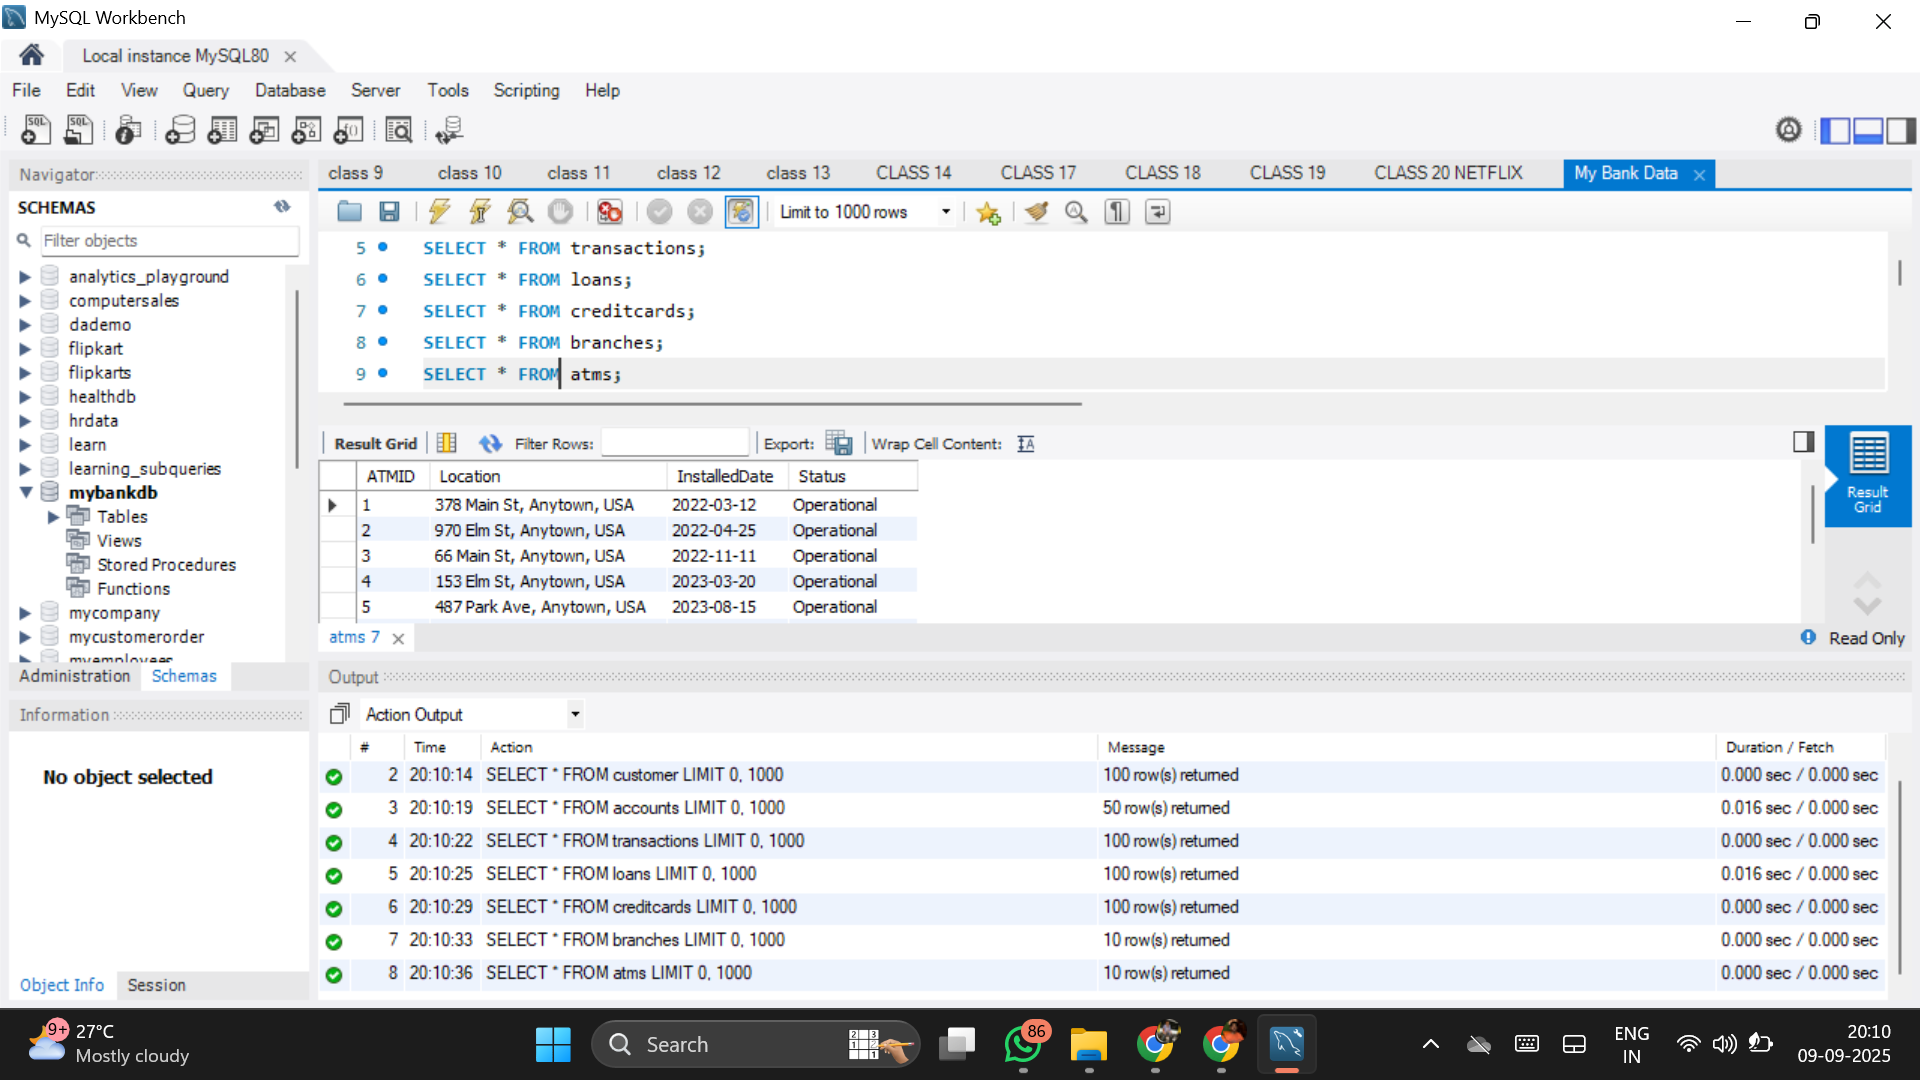 MySQL Workbench
Local instance MySQL80
File Edit View Query Database Server Tools Scripting Help
Navigator
SCHEMAS
Filter objects
analytics_playground
computersales
dademo
flipkart
flipkarts
healthdb
hrdata
learn
learning_subqueries
mybankdb
Tables
Views
Stored Procedures
Functions
mycompany
mycustomerorder
myemployees
Administration Schemas
Information
No object selected
Object Info Session
class 9 class 10 class 11 class 12 class 13 CLASS 14 CLASS 17 CLASS 18 CLASS 19 CLASS 20 NETFLIX My Bank Data
Limit to 1000 rows
5 SELECT * FROM transactions;
6 SELECT * FROM loans;
7 SELECT * FROM creditcards;
8 SELECT * FROM branches;
9 SELECT * FROM atms;
Result Grid Filter Rows: Export: Wrap Cell Content:
ATMID Location InstalledDate Status
1 378 Main St, Anytown, USA 2022-03-12 Operational
2 970 Elm St, Anytown, USA 2022-04-25 Operational
3 66 Main St, Anytown, USA 2022-11-11 Operational
4 153 Elm St, Anytown, USA 2023-03-20 Operational
5 487 Park Ave, Anytown, USA 2023-08-15 Operational
Result
Grid
atms 7
Read Only
Output
Action Output
# Time Action Message Duration / Fetch
2 20:10:14 SELECT * FROM customer LIMIT 0, 1000 100 row(s) returned 0.000 sec / 0.000 sec
3 20:10:19 SELECT * FROM accounts LIMIT 0, 1000 50 row(s) returned 0.016 sec / 0.000 sec
4 20:10:22 SELECT * FROM transactions LIMIT 0, 1000 100 row(s) returned 0.000 sec / 0.000 sec
5 20:10:25 SELECT * FROM loans LIMIT 0, 1000 100 row(s) returned 0.016 sec / 0.000 sec
6 20:10:29 SELECT * FROM creditcards LIMIT 0, 1000 100 row(s) returned 0.000 sec / 0.000 sec
7 20:10:33 SELECT * FROM branches LIMIT 0, 1000 10 row(s) returned 0.000 sec / 0.000 sec
8 20:10:36 SELECT * FROM atms LIMIT 0, 1000 10 row(s) returned 0.000 sec / 0.000 sec
9+
27°C
Mostly cloudy
Search
86
ENG
IN
20:10
09-09-2025